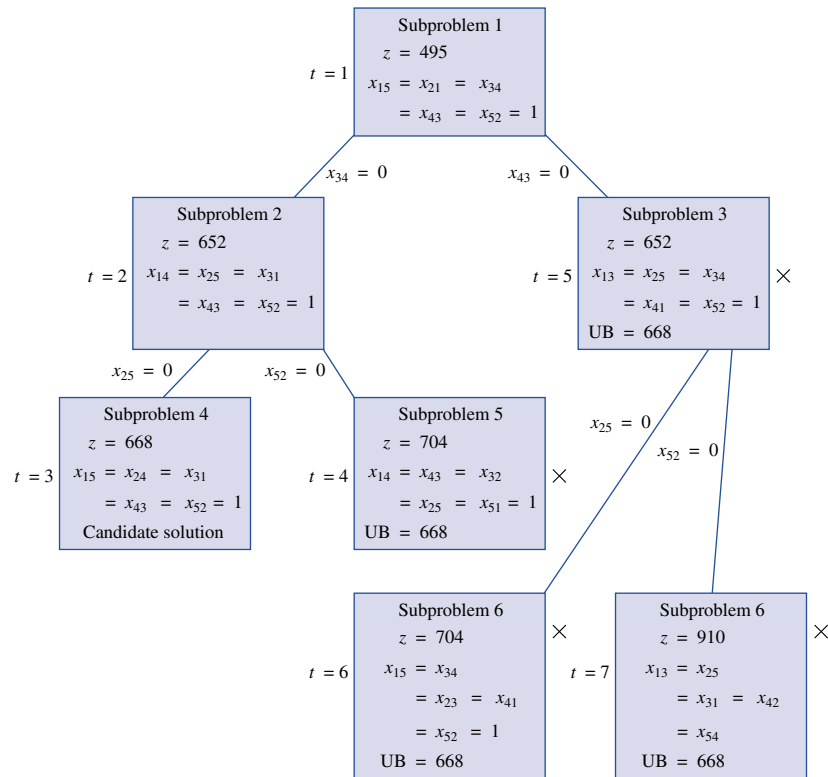 Subproblem 1
z = 495
t = 1
x₁₅ = x₂₁ = x₃₄
= x₄₃ = x₅₂ = 1
x₃₄ = 0
x₄₃ = 0
Subproblem 2
z = 652
t = 2
x₁₄ = x₂₅ = x₃₁
= x₄₃ = x₅₂ = 1
Subproblem 3
z = 652
t = 5
x₁₃ = x₂₅ = x₃₄
= x₄₁ = x₅₂ = 1
UB = 668
×
x₂₅ = 0
x₅₂ = 0
Subproblem 4
z = 668
t = 3
x₁₅ = x₂₄ = x₃₁
= x₄₃ = x₅₂ = 1
Candidate solution
Subproblem 5
z = 704
t = 4
x₁₄ = x₄₃ = x₃₂
= x₂₅ = x₅₁ = 1
UB = 668
×
x₂₅ = 0
x₅₂ = 0
Subproblem 6
z = 704
t = 6
x₁₅ = x₃₄
= x₂₃ = x₄₁
= x₅₂ = 1
UB = 668
×
Subproblem 6
z = 910
t = 7
x₁₃ = x₂₅
= x₃₁ = x₄₂
= x₅₄
UB = 668
×